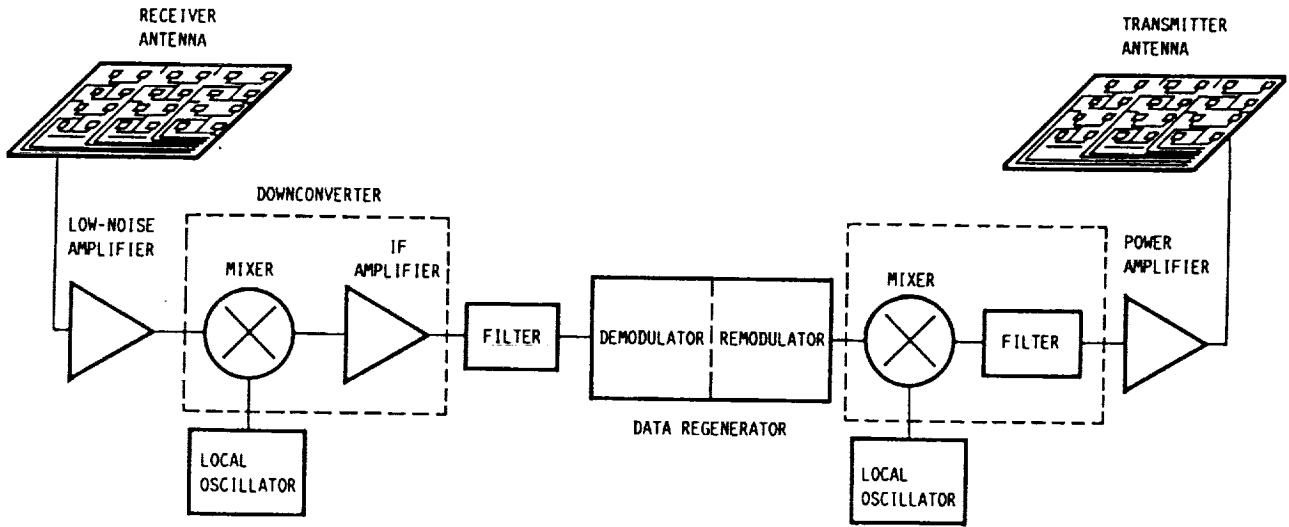 RECEIVER
ANTENNA
TRANSMITTER
ANTENNA
DOWNCONVERTER
LOW-NOISE
AMPLIFIER
MIXER
IF
AMPLIFIER
FILTER
DEMODULATOR
REMODULATOR
DATA REGENERATOR
MIXER
FILTER
POWER
AMPLIFIER
LOCAL
OSCILLATOR
LOCAL
OSCILLATOR